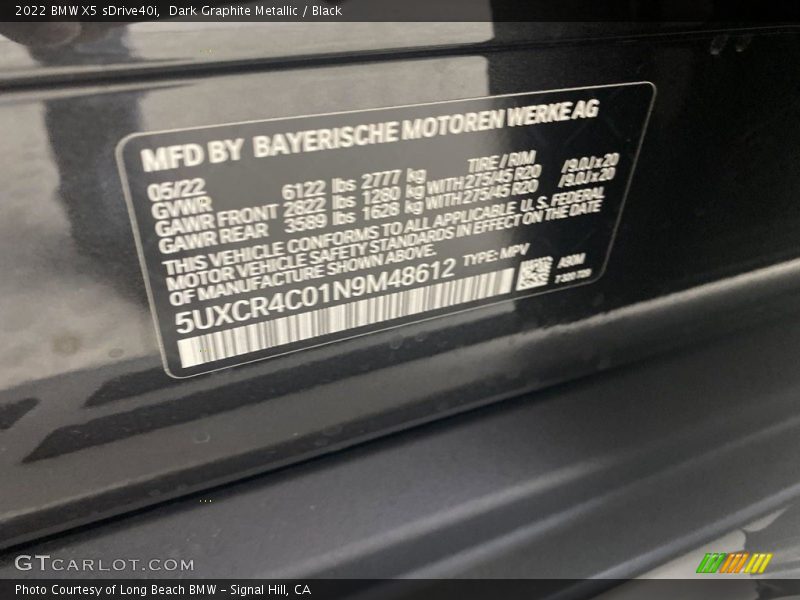 2022 BMW X5 sDrive40i, Dark Graphite Metallic / Black
MFD BY BAYERISCHE MOTOREN WERKE AG
05/22 TIRE / RIM
GVWR 6122 lbs 2777 kg
GAWR FRONT 2822 lbs 1280 kg WITH 275/45 R20 /9.0J x 20
GAWR REAR 3589 lbs 1628 kg WITH 275/45 R20 /9.0J x 20
THIS VEHICLE CONFORMS TO ALL APPLICABLE U.S. FEDERAL
MOTOR VEHICLE SAFETY STANDARDS IN EFFECT ON THE DATE
OF MANUFACTURE SHOWN ABOVE.
5UXCR4C01N9M48612 TYPE: MPV A90M
GTCARLOT.COM
Photo Courtesy of Long Beach BMW – Signal Hill, CA